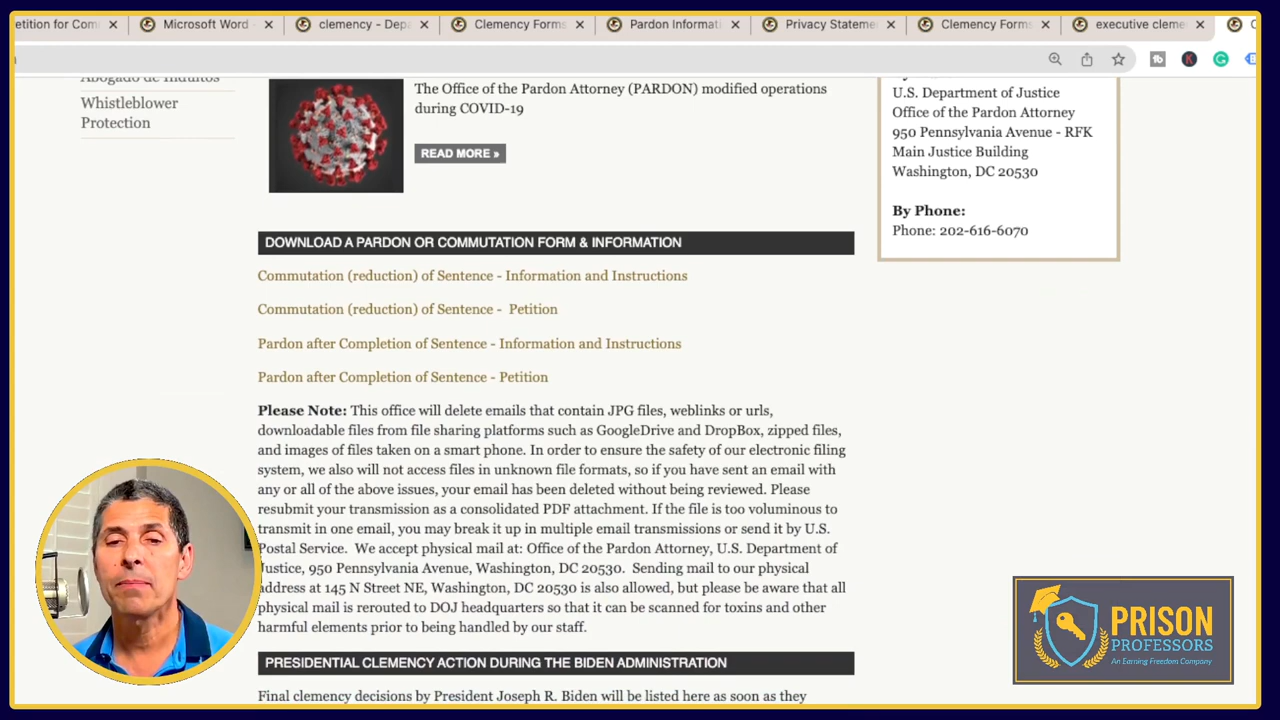 etition for Com
Microsoft Word -
clemency - Depa
Clemency Forms
Pardon Informati
Privacy Stateme
Clemency Forms
executive cleme
Abogado de Indultos
Whistleblower
Protection
The Office of the Pardon Attorney (PARDON) modified operations
during COVID-19
READ MORE »
U.S. Department of Justice
Office of the Pardon Attorney
950 Pennsylvania Avenue - RFK
Main Justice Building
Washington, DC 20530
By Phone:
Phone: 202-616-6070
DOWNLOAD A PARDON OR COMMUTATION FORM & INFORMATION
Commutation (reduction) of Sentence - Information and Instructions
Commutation (reduction) of Sentence - Petition
Pardon after Completion of Sentence - Information and Instructions
Pardon after Completion of Sentence - Petition
Please Note: This office will delete emails that contain JPG files, weblinks or urls,
downloadable files from file sharing platforms such as GoogleDrive and DropBox, zipped files,
and images of files taken on a smart phone. In order to ensure the safety of our electronic filing
system, we also will not access files in unknown file formats, so if you have sent an email with
any or all of the above issues, your email has been deleted without being reviewed. Please
resubmit your transmission as a consolidated PDF attachment. If the file is too voluminous to
transmit in one email, you may break it up in multiple email transmissions or send it by U.S.
Postal Service. We accept physical mail at: Office of the Pardon Attorney, U.S. Department of
Justice, 950 Pennsylvania Avenue, Washington, DC 20530. Sending mail to our physical
address at 145 N Street NE, Washington, DC 20530 is also allowed, but please be aware that all
physical mail is rerouted to DOJ headquarters so that it can be scanned for toxins and other
harmful elements prior to being handled by our staff.
PRESIDENTIAL CLEMENCY ACTION DURING THE BIDEN ADMINISTRATION
Final clemency decisions by President Joseph R. Biden will be listed here as soon as they
PRISON
PROFESSORS
An Earning Freedom Company